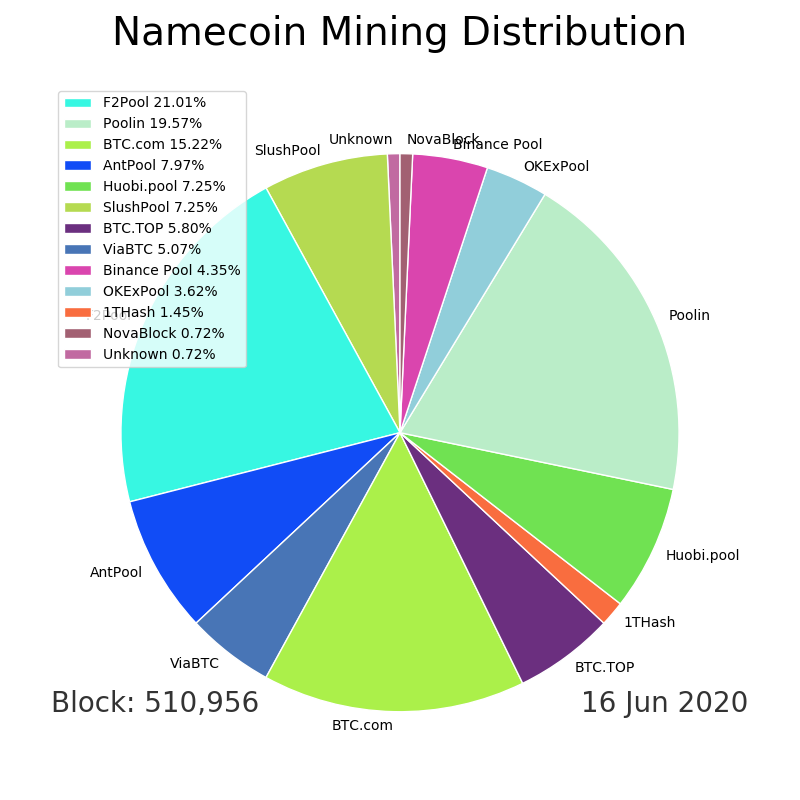 Namecoin Mining Distribution
F2Pool 21.01%
Poolin 19.57%
BTC.com 15.22%
AntPool 7.97%
Huobi.pool 7.25%
SlushPool 7.25%
BTC.TOP 5.80%
ViaBTC 5.07%
Binance Pool 4.35%
OKExPool 3.62%
1THash 1.45%
NovaBlock 0.72%
Unknown 0.72%
Unknown
NovaBlock
Binance Pool
SlushPool
OKExPool
F2Pool
Poolin
Huobi.pool
AntPool
1THash
ViaBTC
BTC.TOP
BTC.com
Block: 510,956
16 Jun 2020